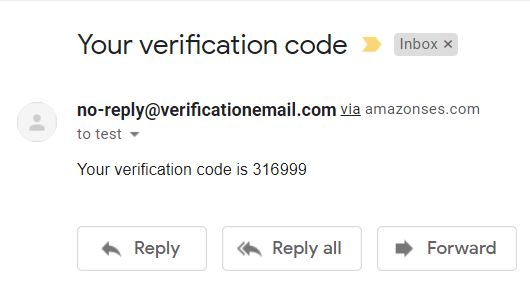 Your verification code Inbox ×
no-reply@verificationemail.com via amazonses.com
to test
Your verification code is 316999
Reply Reply all Forward